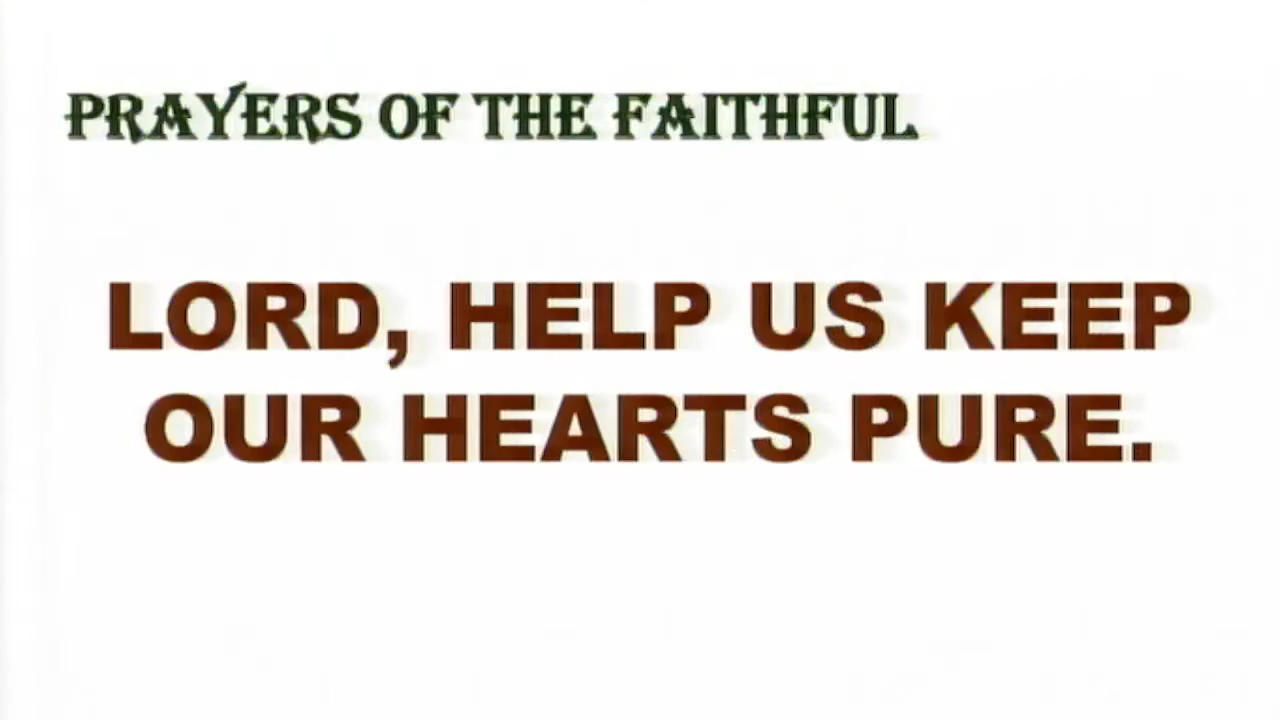 PRAYERS OF THE FAITHFUL
LORD, HELP US KEEP
OUR HEARTS PURE.